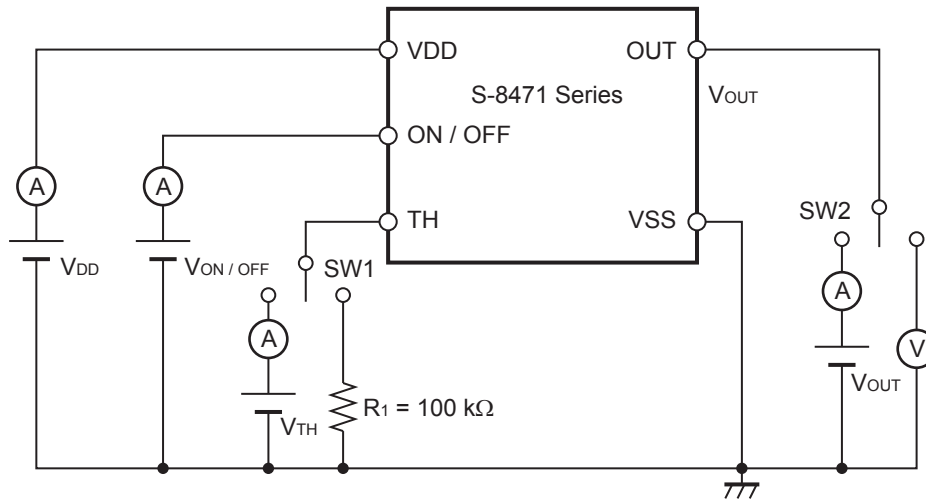 VDD
OUT
S-8471 Series
VOUT
ON / OFF
A
A
TH
VSS
SW2
VDD
VON / OFF
SW1
A
A
V
VTH
R1 = 100 kΩ
VOUT